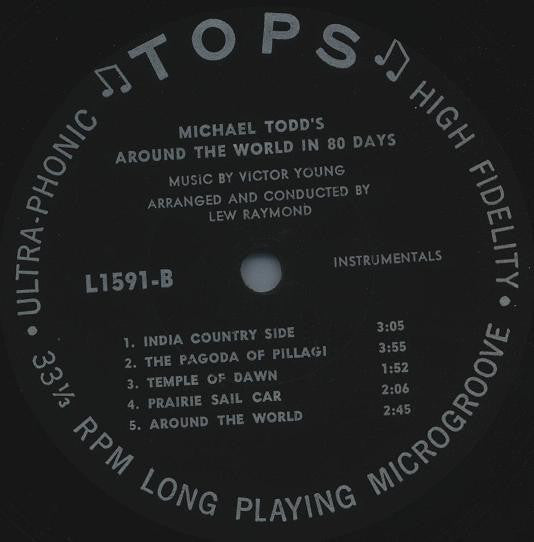 TOPS
ULTRA-PHONIC
HIGH FIDELITY
MICHAEL TODD'S
AROUND THE WORLD IN 80 DAYS
MUSIC BY VICTOR YOUNG
ARRANGED AND CONDUCTED BY
LEW RAYMOND
L1591-B
INSTRUMENTALS
1. INDIA COUNTRY SIDE 3:05
2. THE PAGODA OF PILLAGI 3:55
3. TEMPLE OF DAWN 1:52
4. PRAIRIE SAIL CAR 2:06
5. AROUND THE WORLD 2:45
33⅓ RPM LONG PLAYING MICROGROOVE